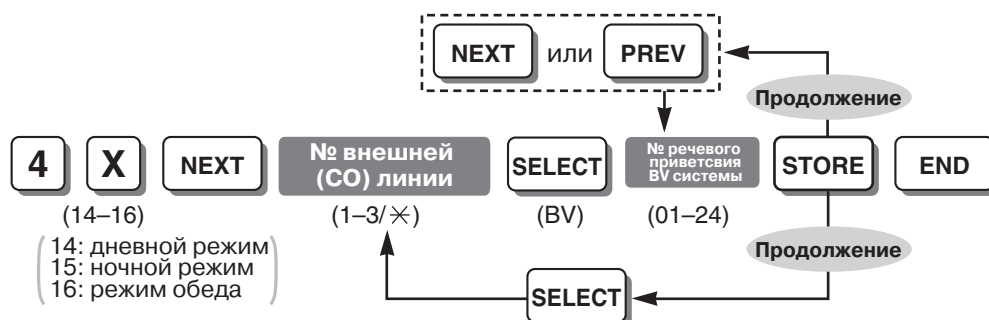 NEXT или PREV
Продолжение
4 X NEXT № внешней (CO) линии SELECT № речевого приветсвия BV системы STORE END
(14–16) (1–3/✳) (BV) (01–24)
14: дневной режим
15: ночной режим
16: режим обеда
Продолжение
SELECT